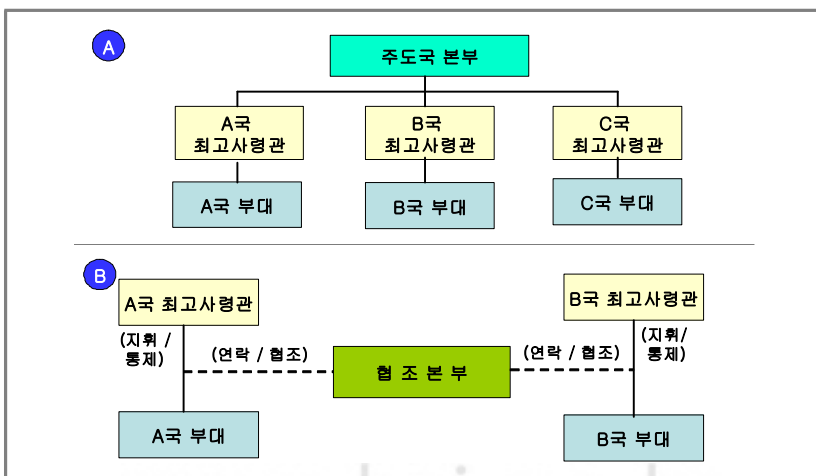 A
주도국 본부
A국
최고사령관
B국
최고사령관
C국
최고사령관
A국 부대
B국 부대
C국 부대
B
A국 최고사령관
B국 최고사령관
(지휘 /
통제)
(연락 / 협조)
협 조 본 부
(연락 / 협조)
(지휘/
통제)
A국 부대
B국 부대